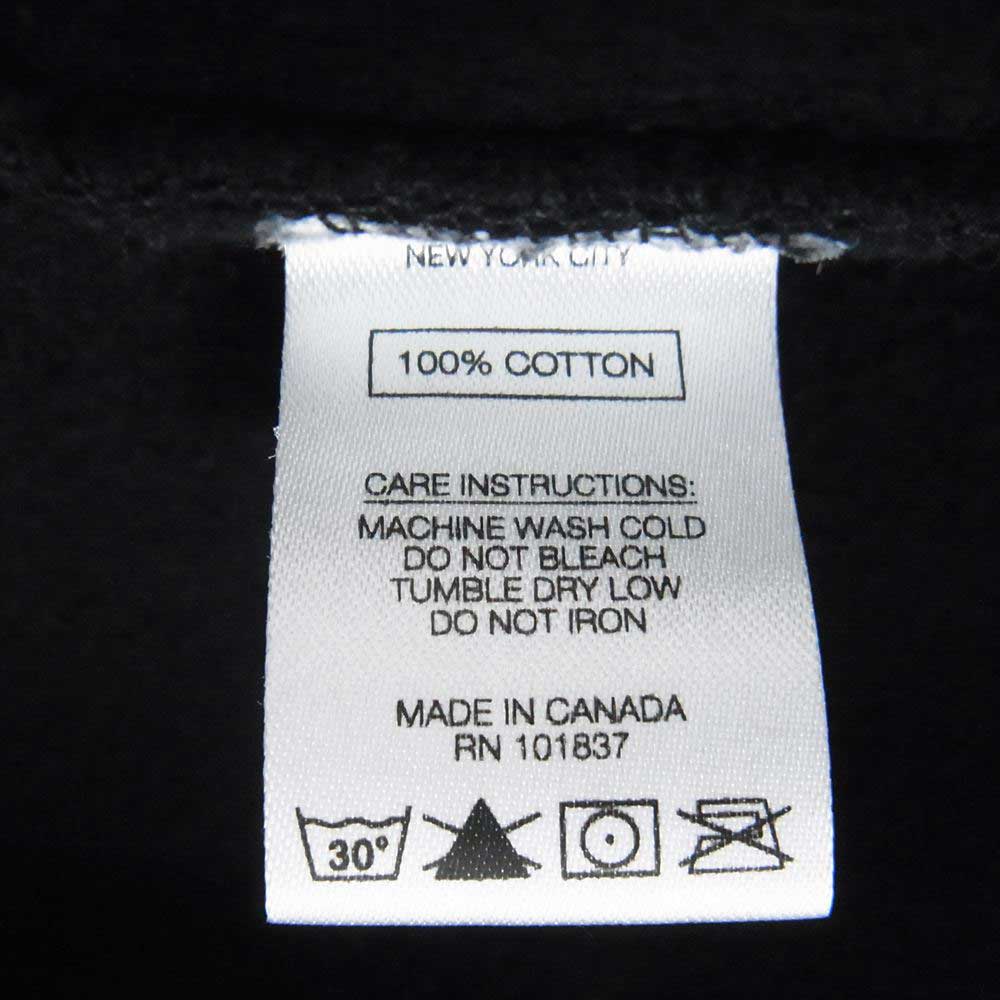 NEW YORK CITY
100% COTTON
CARE INSTRUCTIONS:
MACHINE WASH COLD
DO NOT BLEACH
TUMBLE DRY LOW
DO NOT IRON
MADE IN CANADA
RN 101837
30°